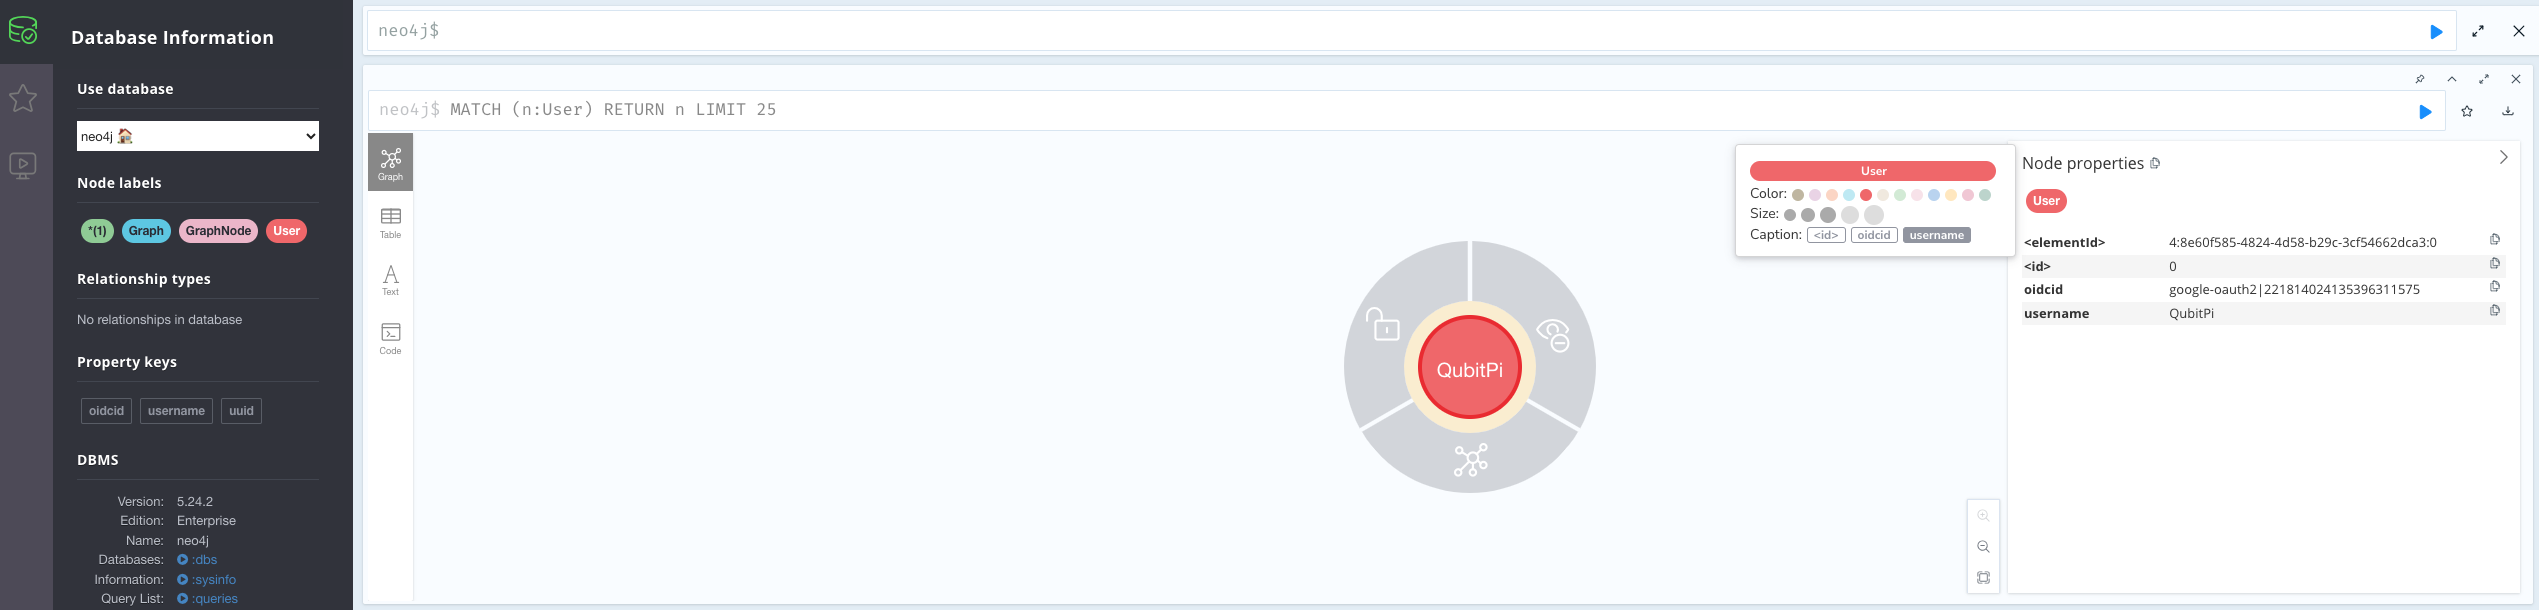 Database Information
Use database
neo4j
Node labels
*(1) Graph GraphNode User
Relationship types
No relationships in database
Property keys
oidcid username uuid
DBMS
Version: 5.24.2
Edition: Enterprise
Name: neo4j
Databases: :dbs
Information: :sysinfo
Query List: :queries
neo4j$
neo4j$ MATCH (n:User) RETURN n LIMIT 25
Graph
Table
A
Text
Code
QubitPi
User
Color:
Size:
Caption: <id> oidcid username
Node properties
User
<elementId> 4:8e60f585-4824-4d58-b29c-3cf54662dca3:0
<id> 0
oidcid google-oauth2|221814024135396311575
username QubitPi